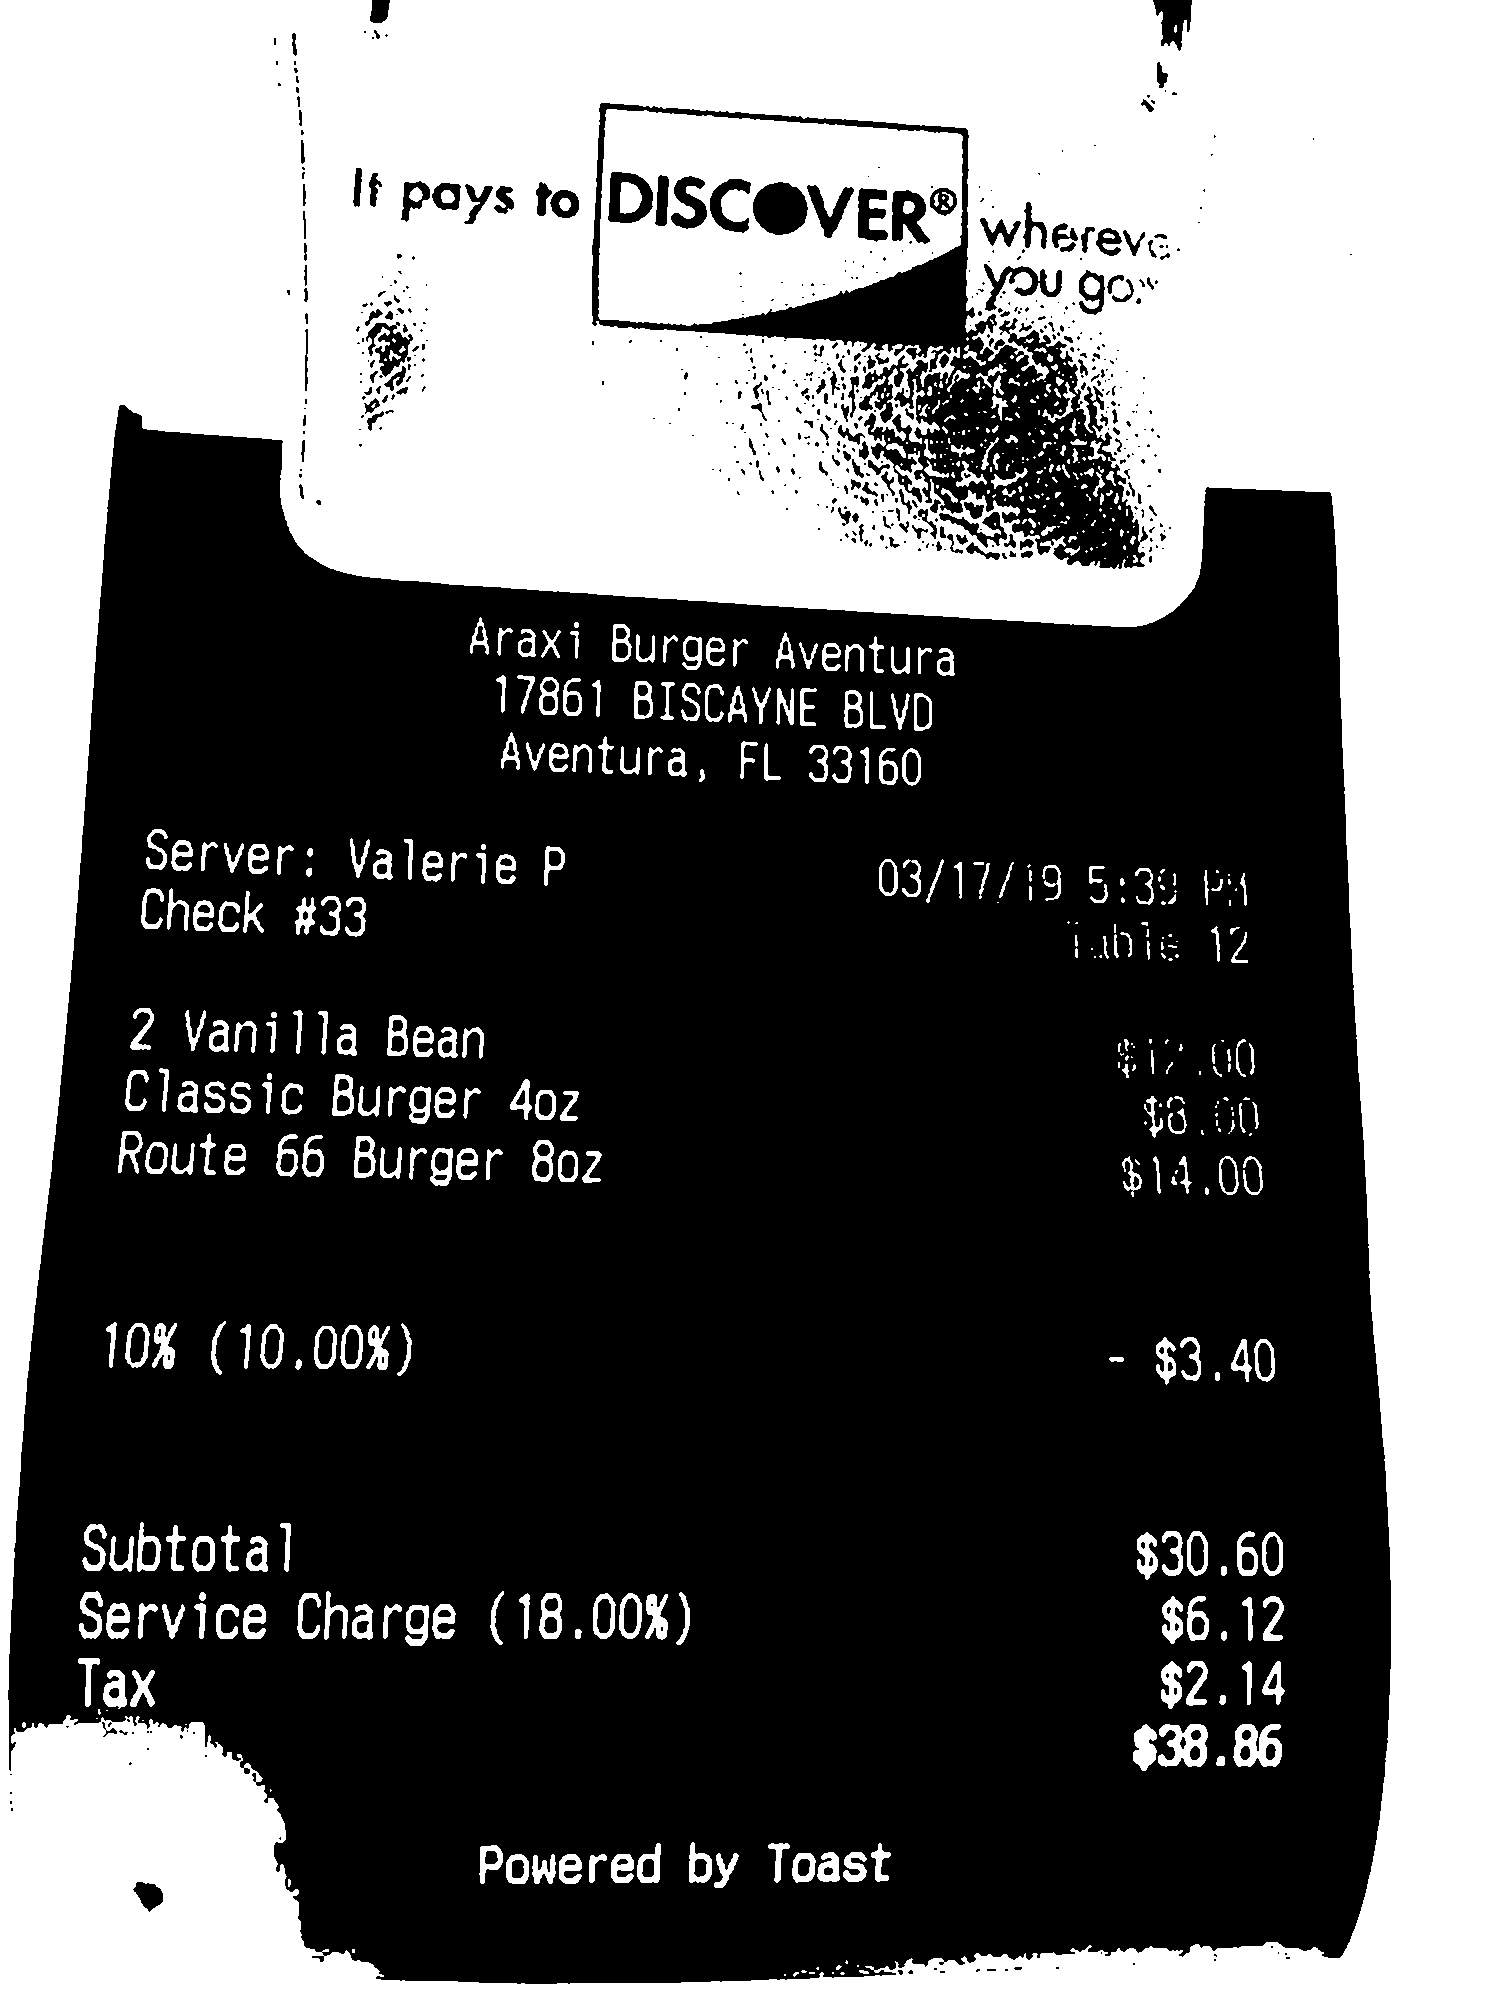 It pays to DISCOVER® 
you go.
Araxi Burger Aventura
17861 BISCAYNE BLVD
Aventura, FL 33160
Server: Valerie P 03/17/19 5:39 PM
Check #33 Table 12
2 Vanilla Bean $12.00
Classic Burger 4oz $8.00
Route 66 Burger 8oz $14.00
10% (10.00%) - $3.40
Subtotal $30.60
Service Charge (18.00%) $6.12
Tax $2.14
$38.86
Powered by Toast